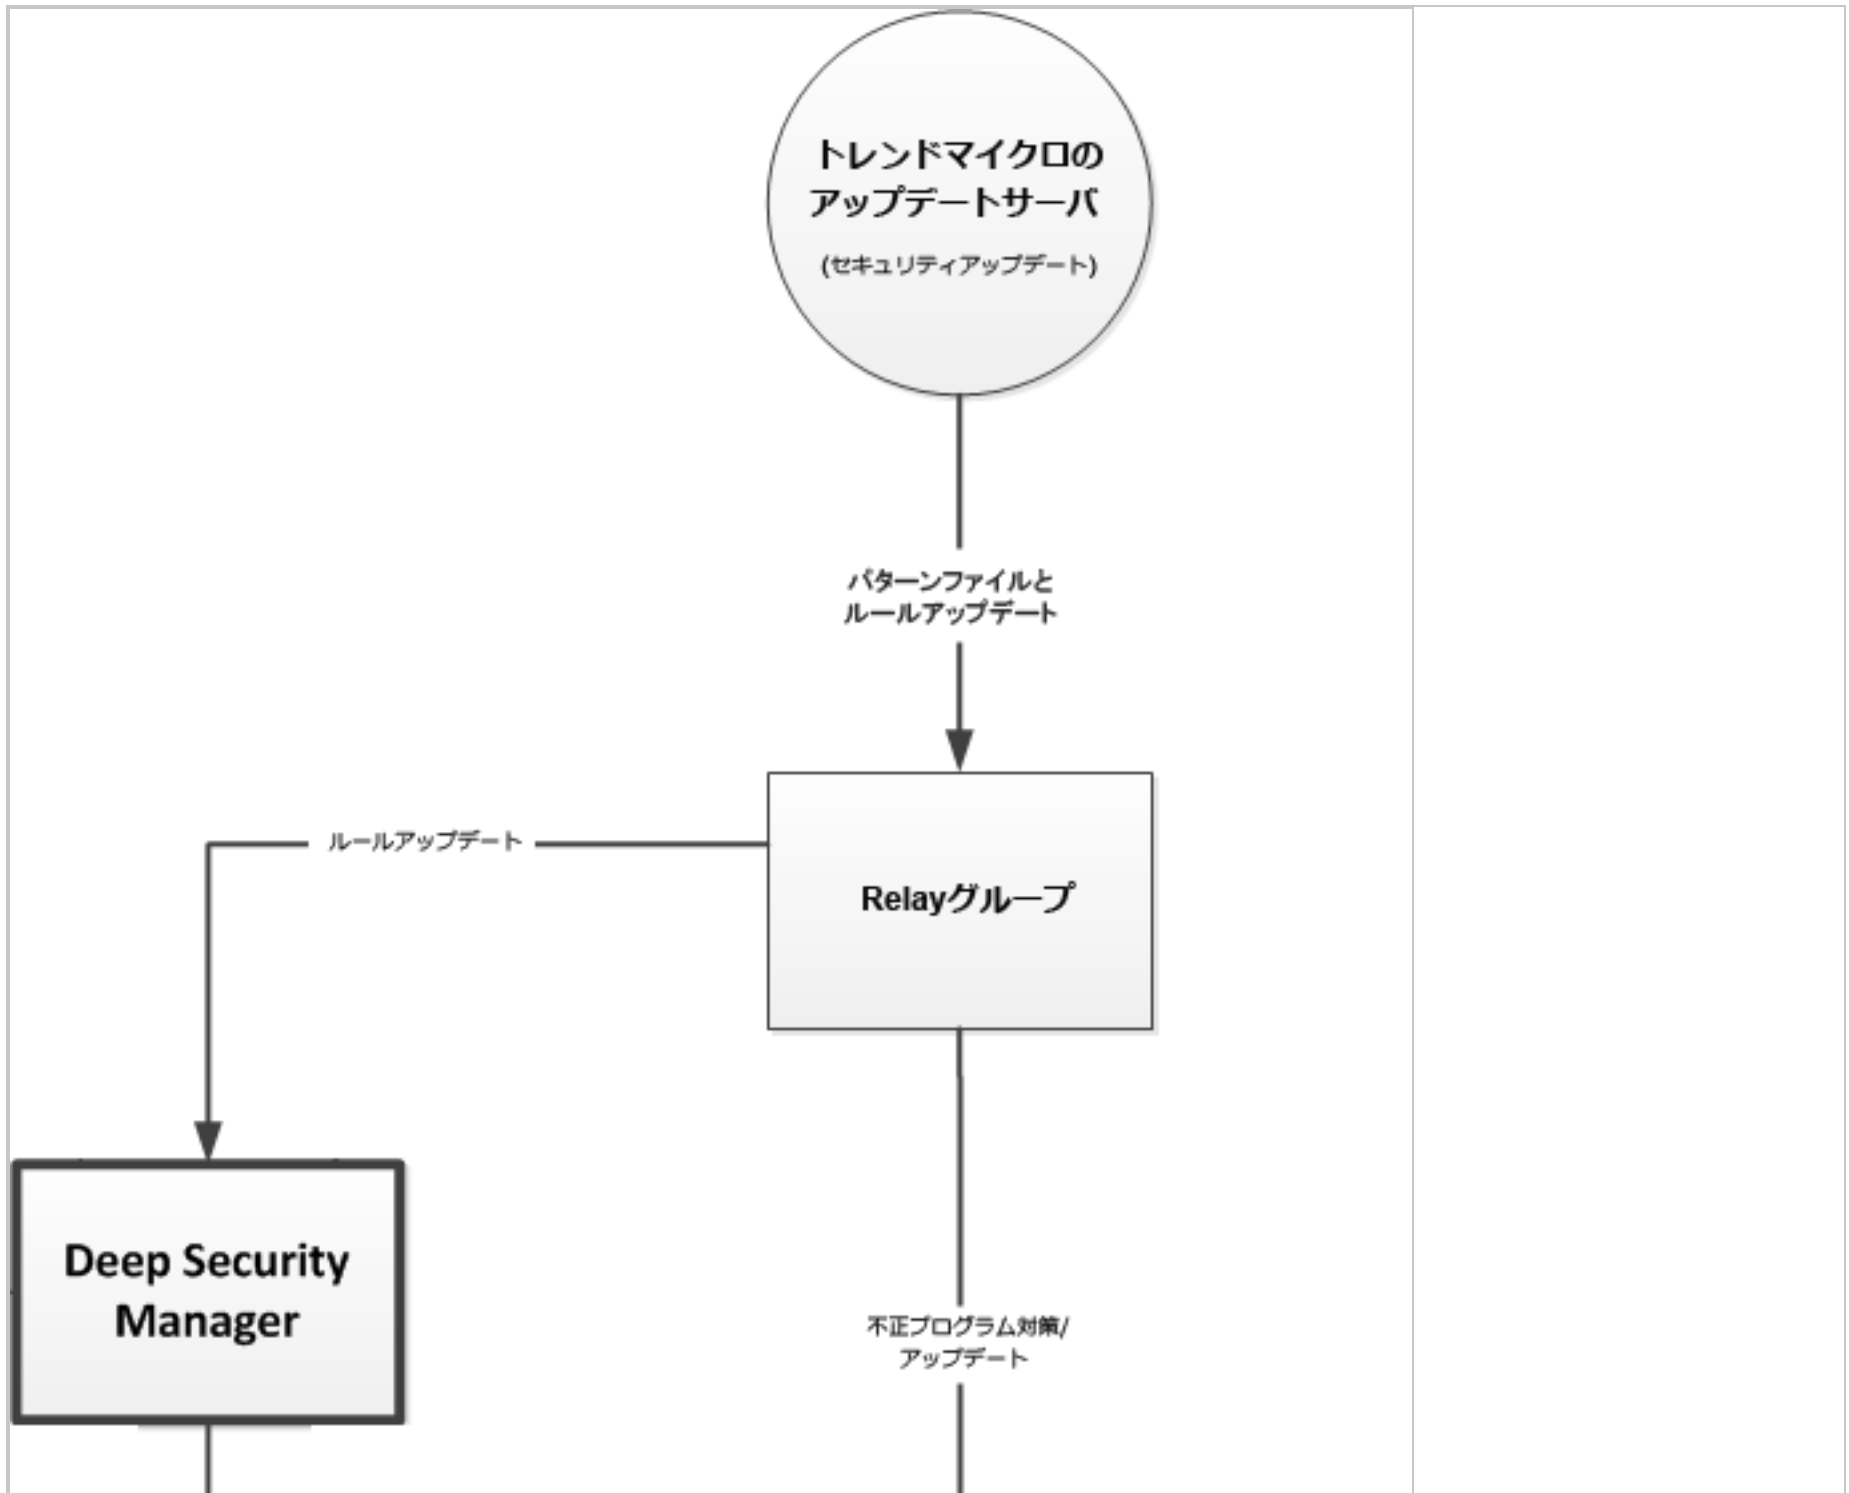 トレンドマイクロの
アップデートサーバ
(セキュリティアップデート)
パターンファイルと
ルールアップデート
ルールアップデート
Relayグループ
Deep Security
Manager
不正プログラム対策/
アップデート